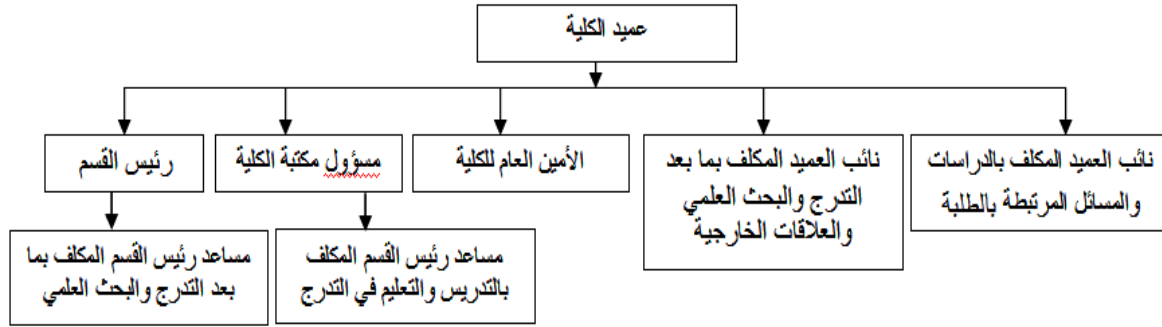 عميد الكلية
نائب العميد المكلف بالدراسات
والمسائل المرتبطة بالطلبة
نائب العميد المكلف بما بعد
التدرج والبحث العلمي
والعلاقات الخارجية
الأمين العام للكلية
مسؤول مكتبة الكلية
رئيس القسم
مساعد رئيس القسم المكلف
بالتدريس والتعليم في التدرج
مساعد رئيس القسم المكلف بما
بعد التدرج والبحث العلمي